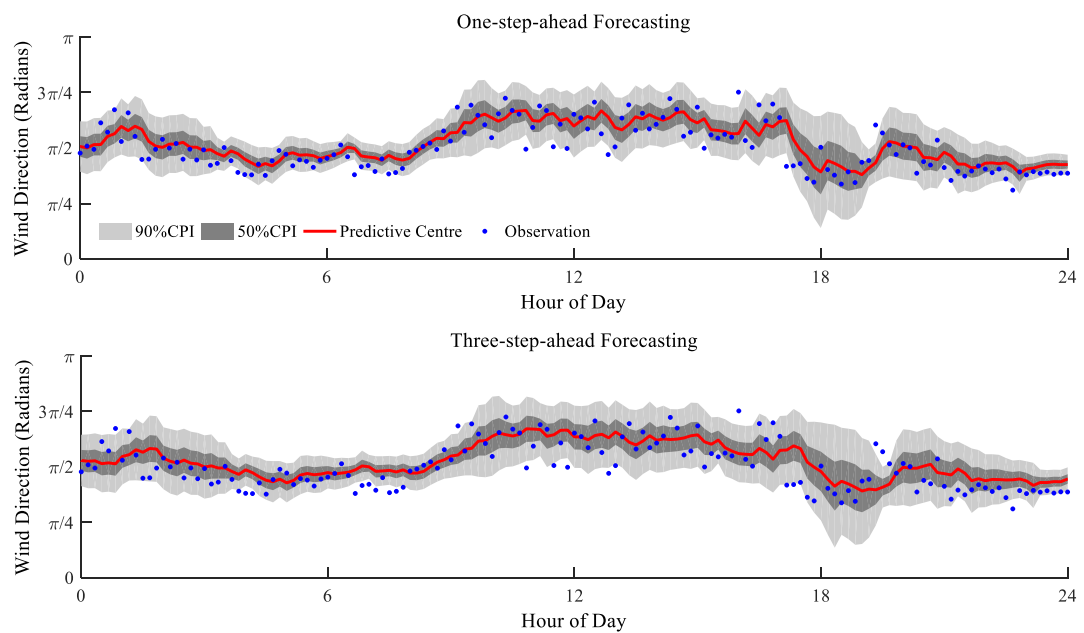 One-step-ahead Forecasting
Wind Direction (Radians)
π
3π/4
π/2
π/4
0
90%CPI 50%CPI Predictive Centre Observation
0 6 12 18 24
Hour of Day
Three-step-ahead Forecasting
Wind Direction (Radians)
π
3π/4
π/2
π/4
0
0 6 12 18 24
Hour of Day